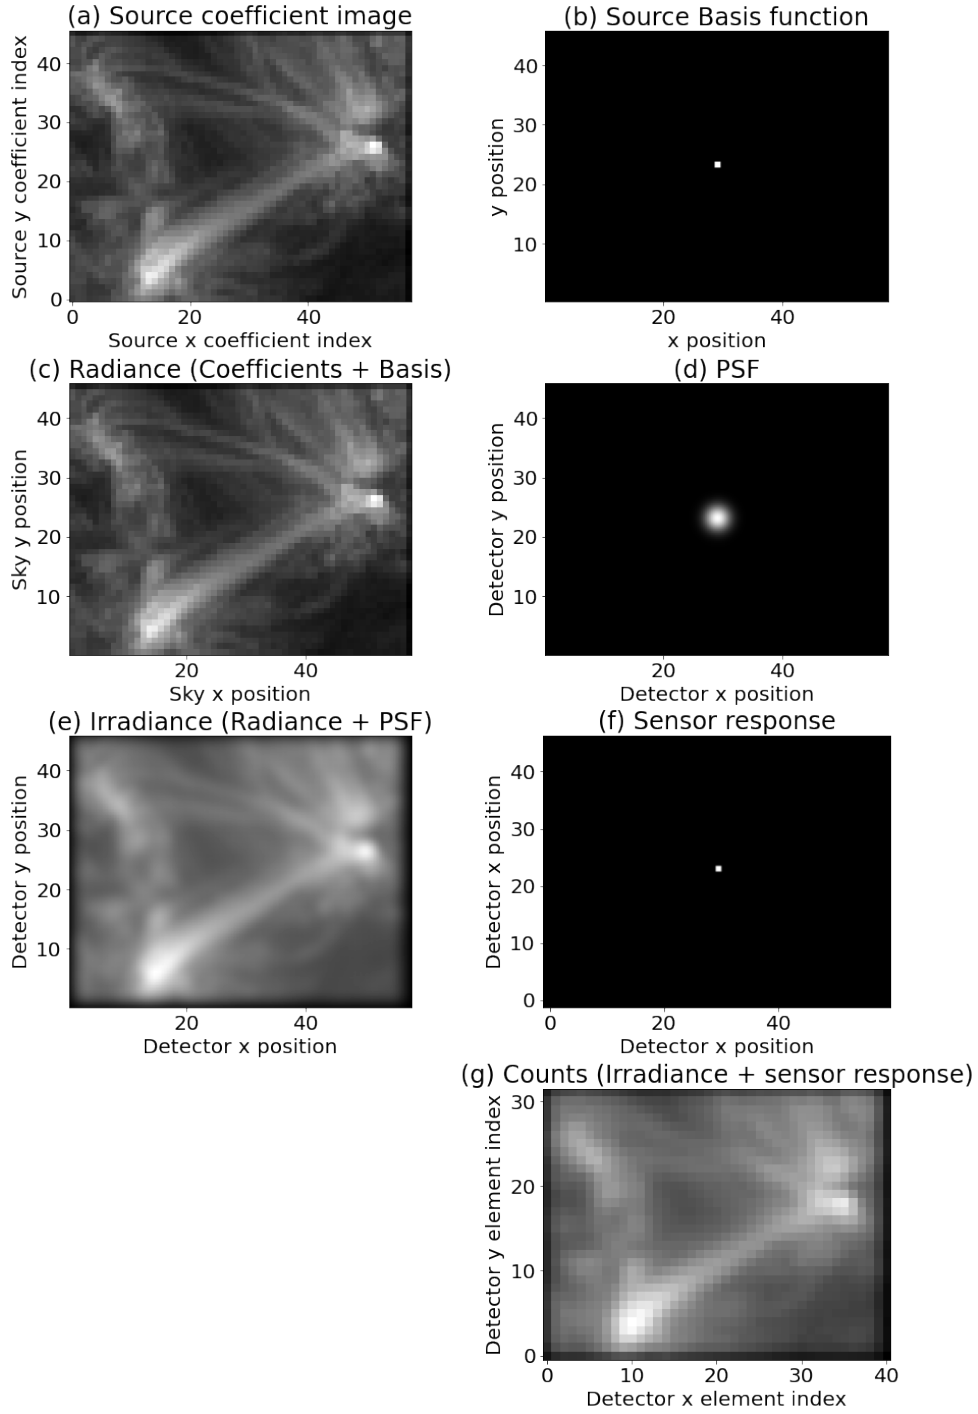 (a) Source coefficient image
Source y coefficient index
40
30
20
10
0
0 20 40
Source x coefficient index
(b) Source Basis function
y position
40
30
20
10
20 40
x position
(c) Radiance (Coefficients + Basis)
Sky y position
40
30
20
10
20 40
Sky x position
(d) PSF
Detector y position
40
30
20
10
20 40
Detector x position
(e) Irradiance (Radiance + PSF)
Detector y position
40
30
20
10
20 40
Detector x position
(f) Sensor response
Detector x position
40
30
20
10
0
0 20 40
Detector x position
(g) Counts (Irradiance + sensor response)
Detector y element index
30
20
10
0
0 10 20 30 40
Detector x element index